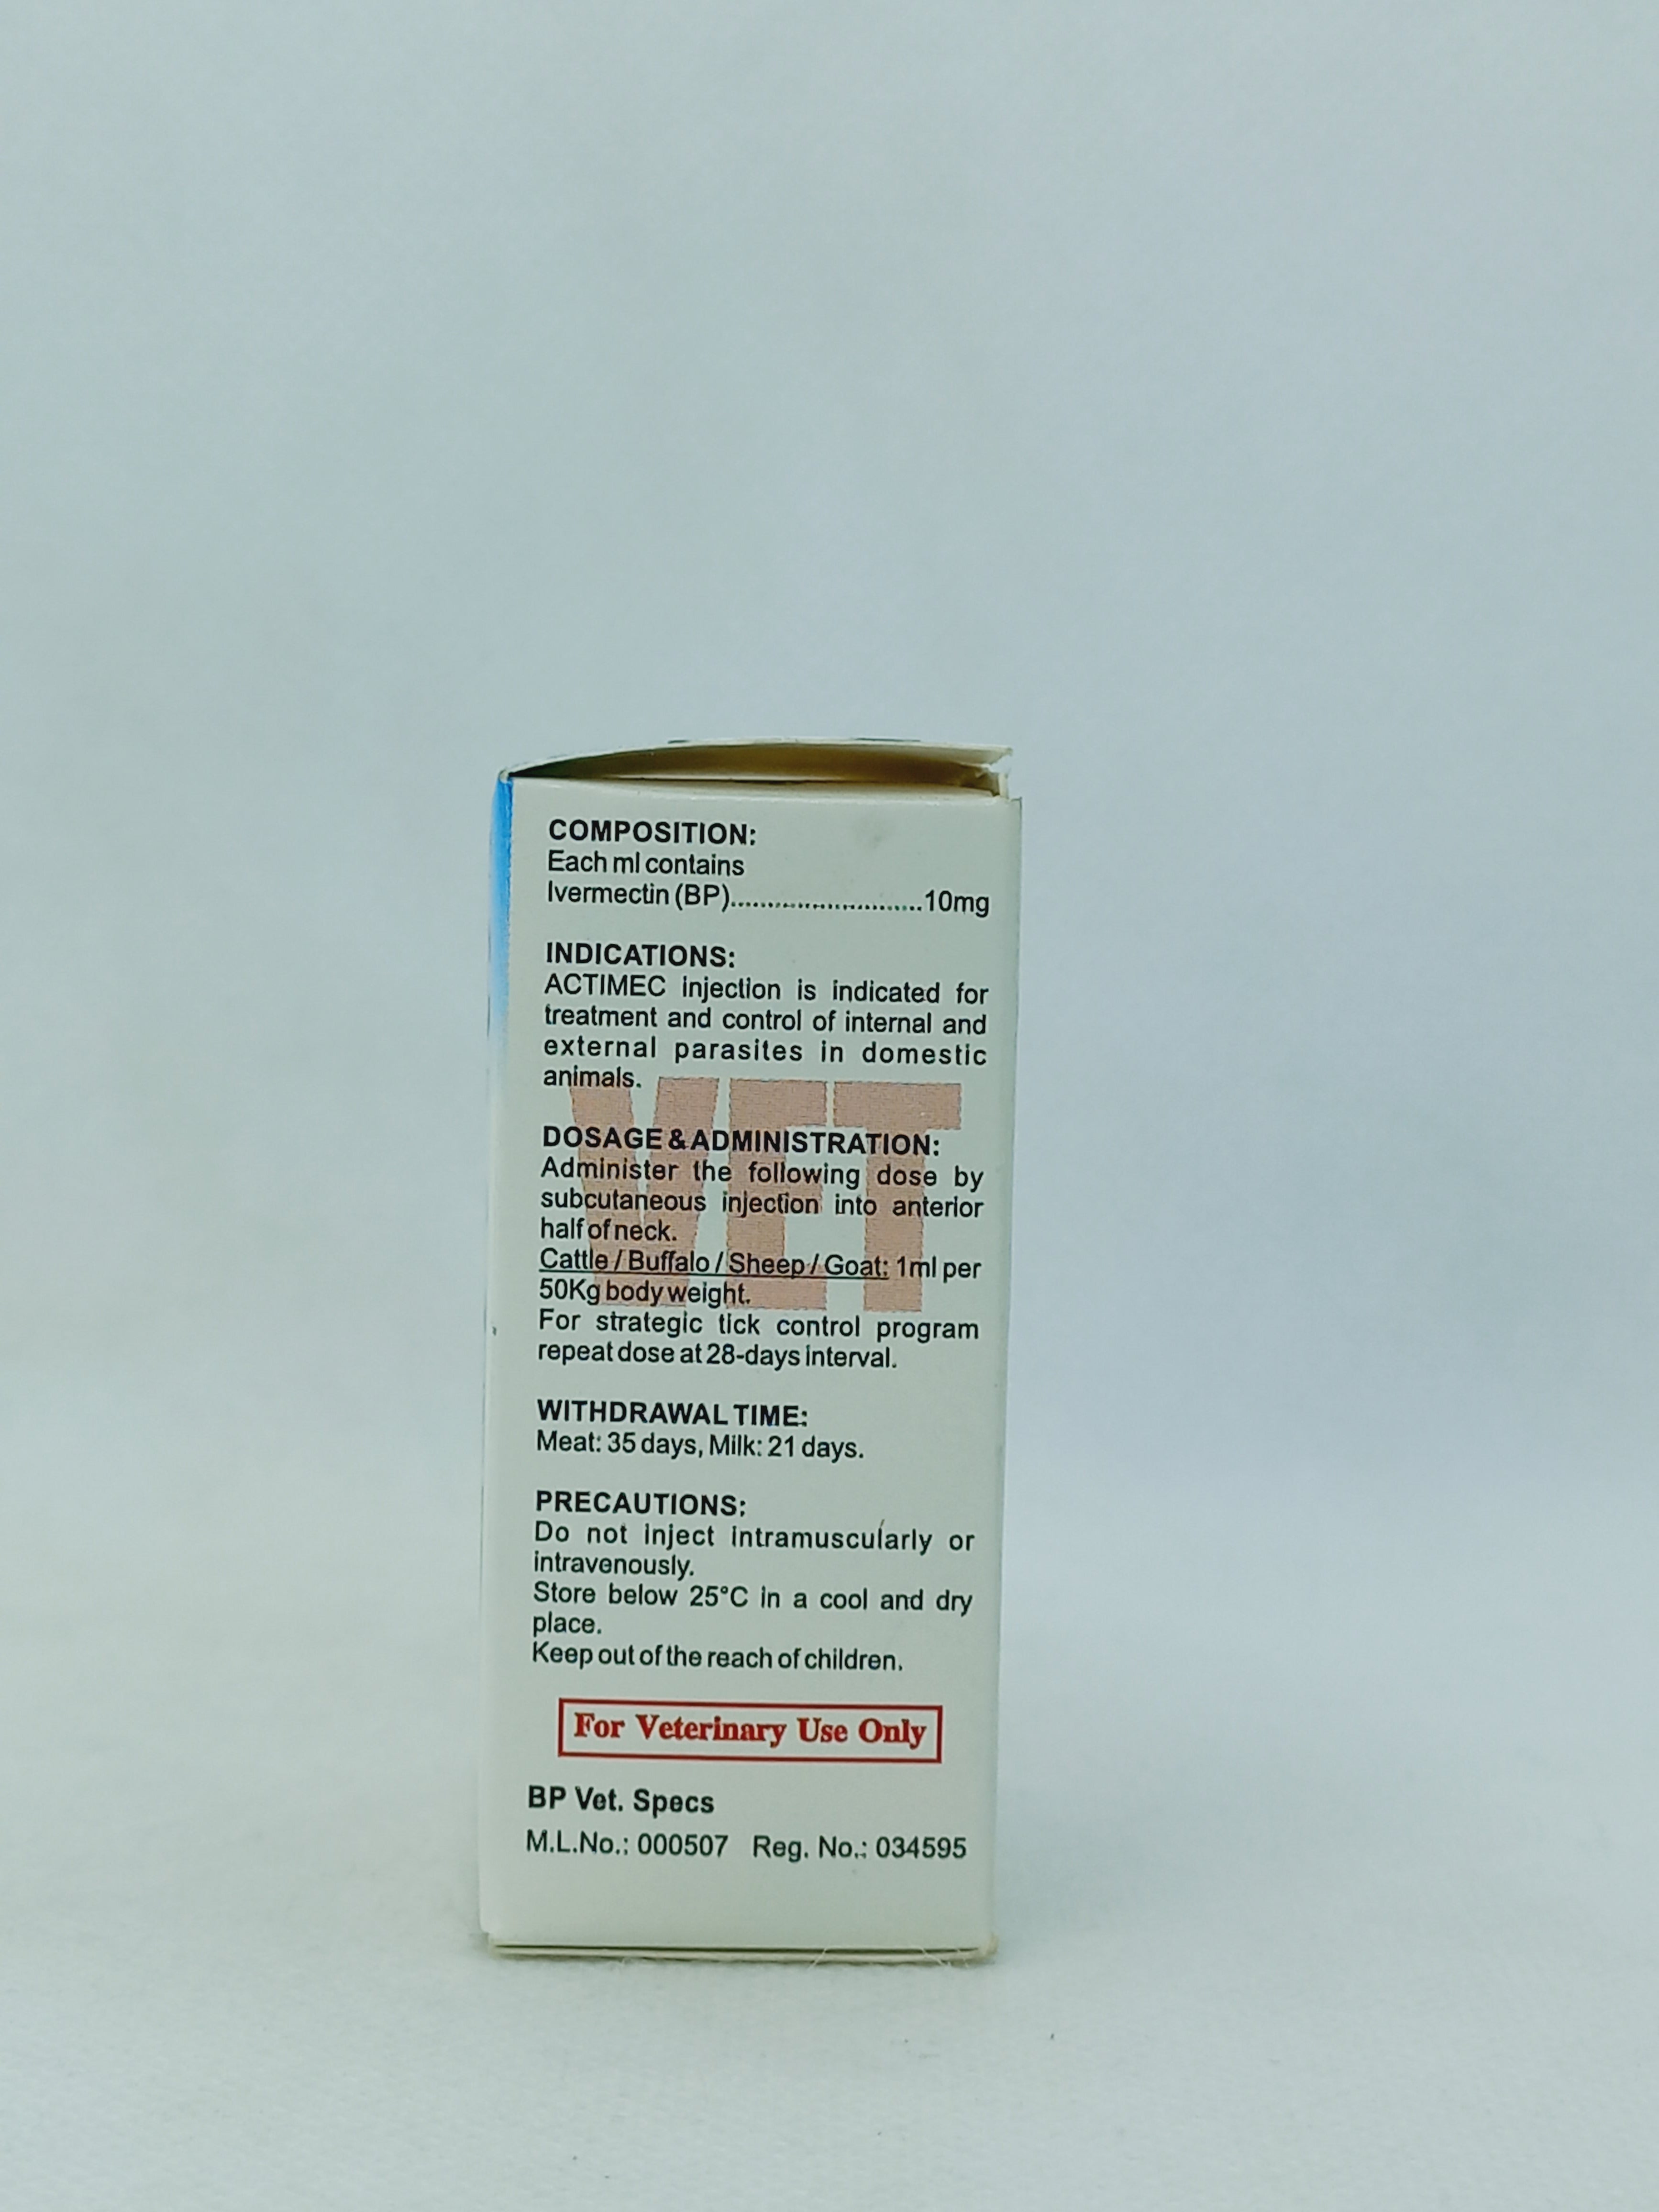 COMPOSITION:
Each ml contains
Ivermectin (BP)..........................10mg
INDICATIONS:
ACTIMEC injection is indicated for
treatment and control of internal and
external parasites in domestic
animals.
VET
DOSAGE & ADMINISTRATION:
Administer the following dose by
subcutaneous injection into anterior
half of neck.
Cattle / Buffalo / Sheep / Goat: 1ml per
50Kg body weight.
For strategic tick control program
repeat dose at 28-days interval.
WITHDRAWAL TIME:
Meat: 35 days, Milk: 21 days.
PRECAUTIONS:
Do not inject intramuscularly or
intravenously.
Store below 25°C in a cool and dry
place.
Keep out of the reach of children.
For Veterinary Use Only
BP Vet. Specs
M.L.No.: 000507 Reg. No.: 034595